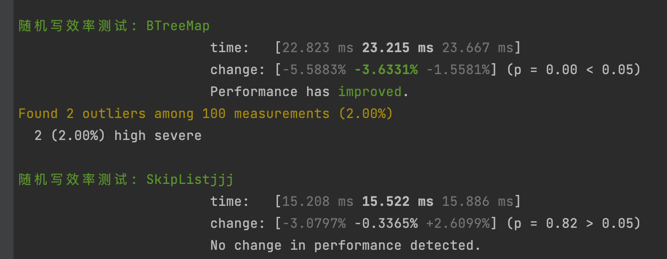 随机写效率测试: BTreeMap
time: [22.823 ms 23.215 ms 23.667 ms]
change: [-5.5883% -3.6331% -1.5581%] (p = 0.00 < 0.05)
Performance has improved.
Found 2 outliers among 100 measurements (2.00%)
2 (2.00%) high severe
随机写效率测试: SkipListjjj
time: [15.208 ms 15.522 ms 15.886 ms]
change: [-3.0797% -0.3365% +2.6099%] (p = 0.82 > 0.05)
No change in performance detected.